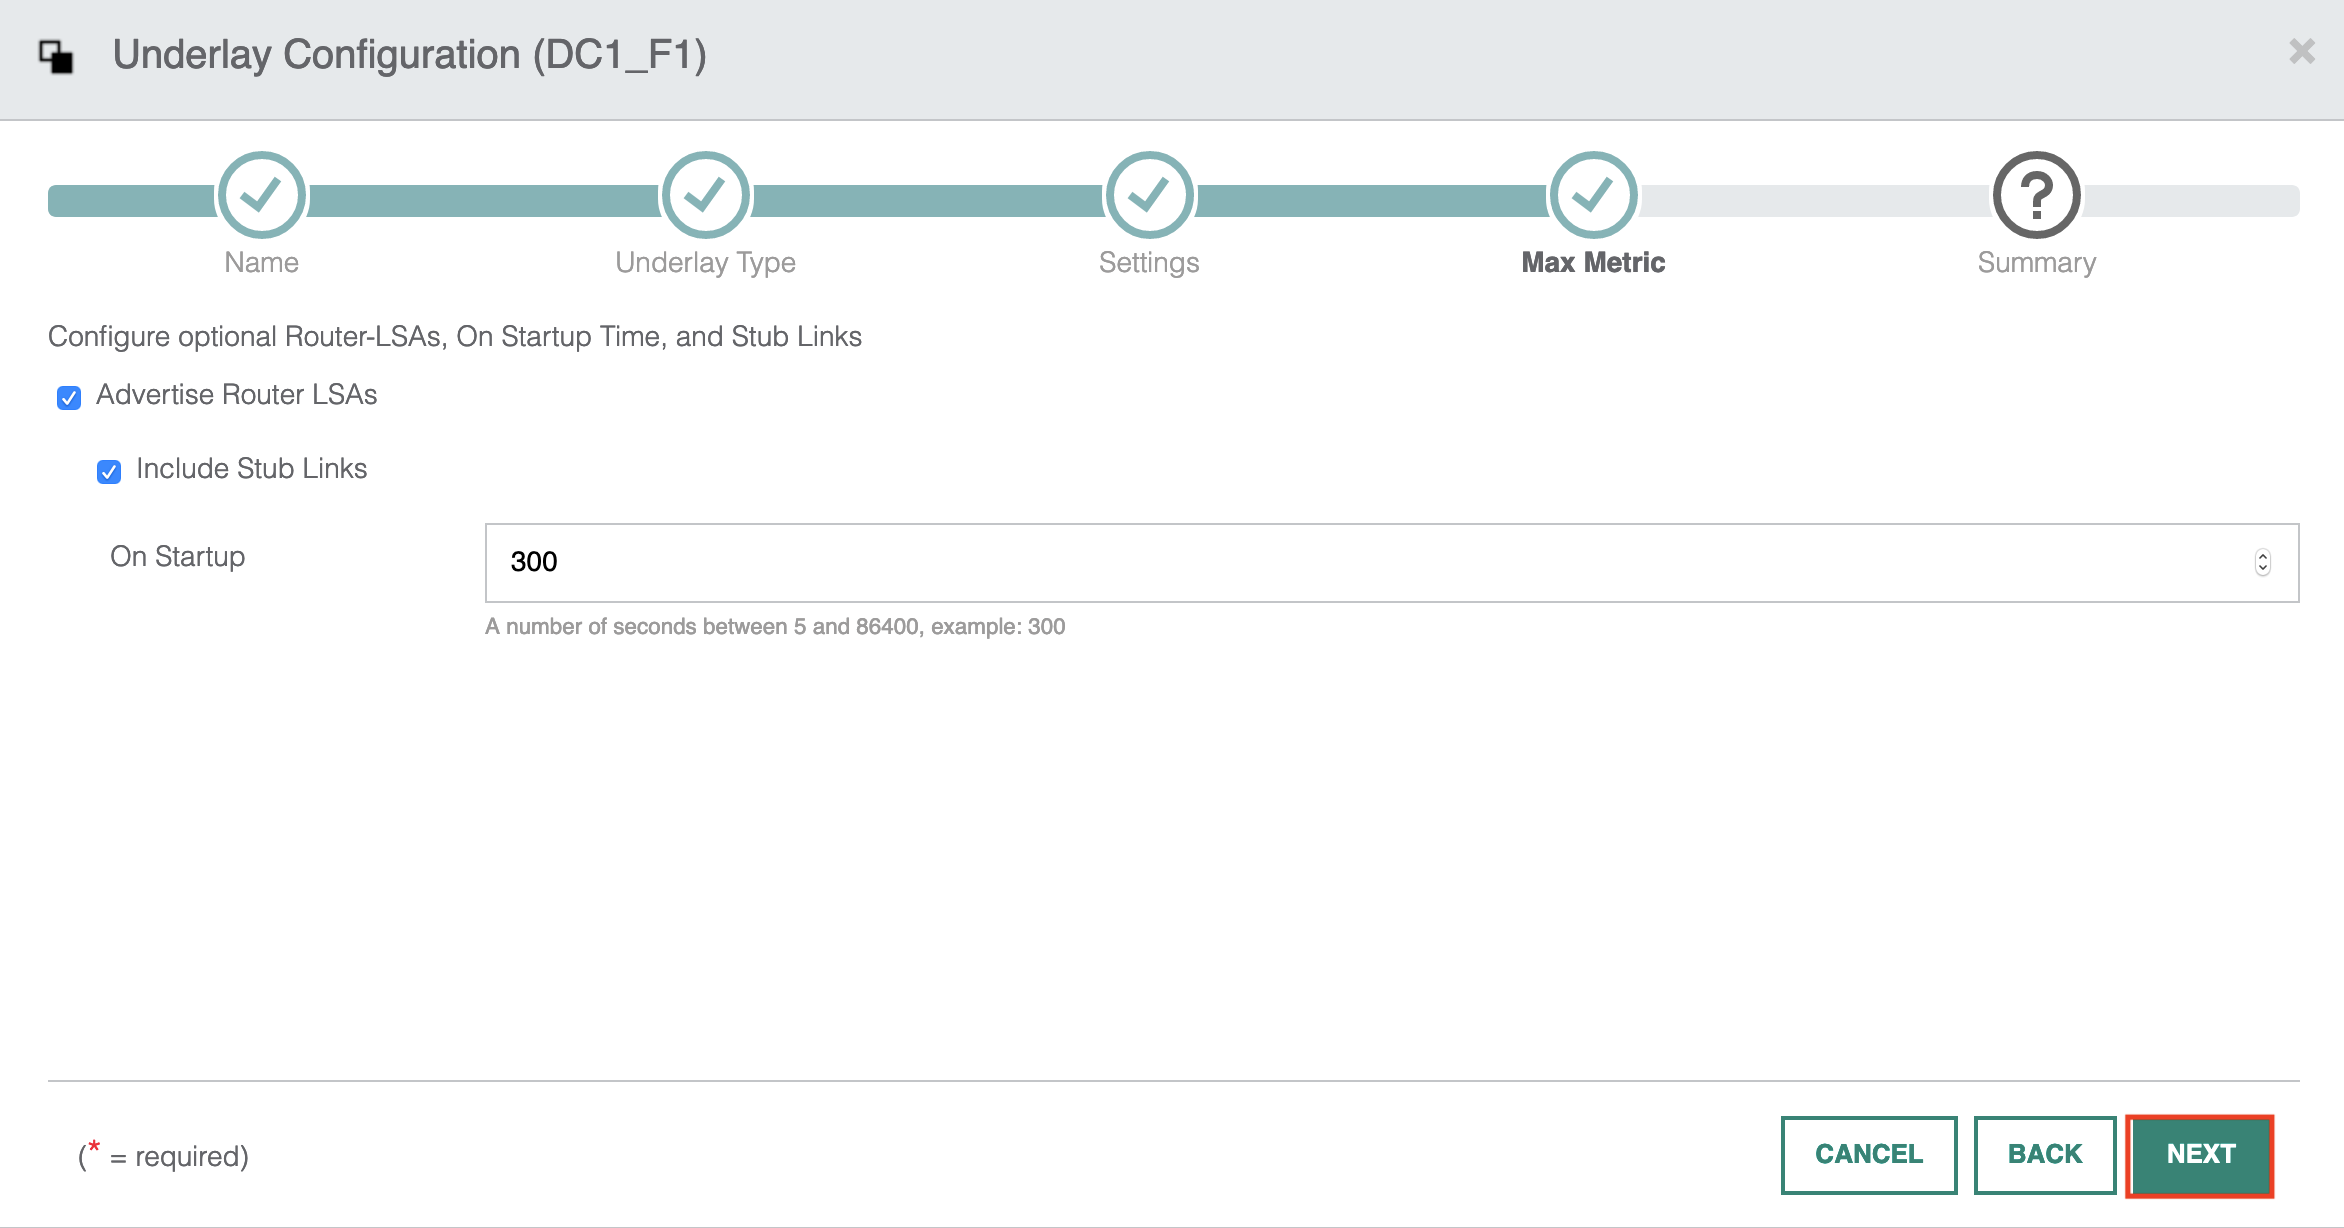 Underlay Configuration (DC1_F1)
Name
Underlay Type
Settings
Max Metric
?
Summary
Configure optional Router-LSAs, On Startup Time, and Stub Links
Advertise Router LSAs
Include Stub Links
On Startup
300
A number of seconds between 5 and 86400, example: 300
(* = required)
CANCEL
BACK
NEXT